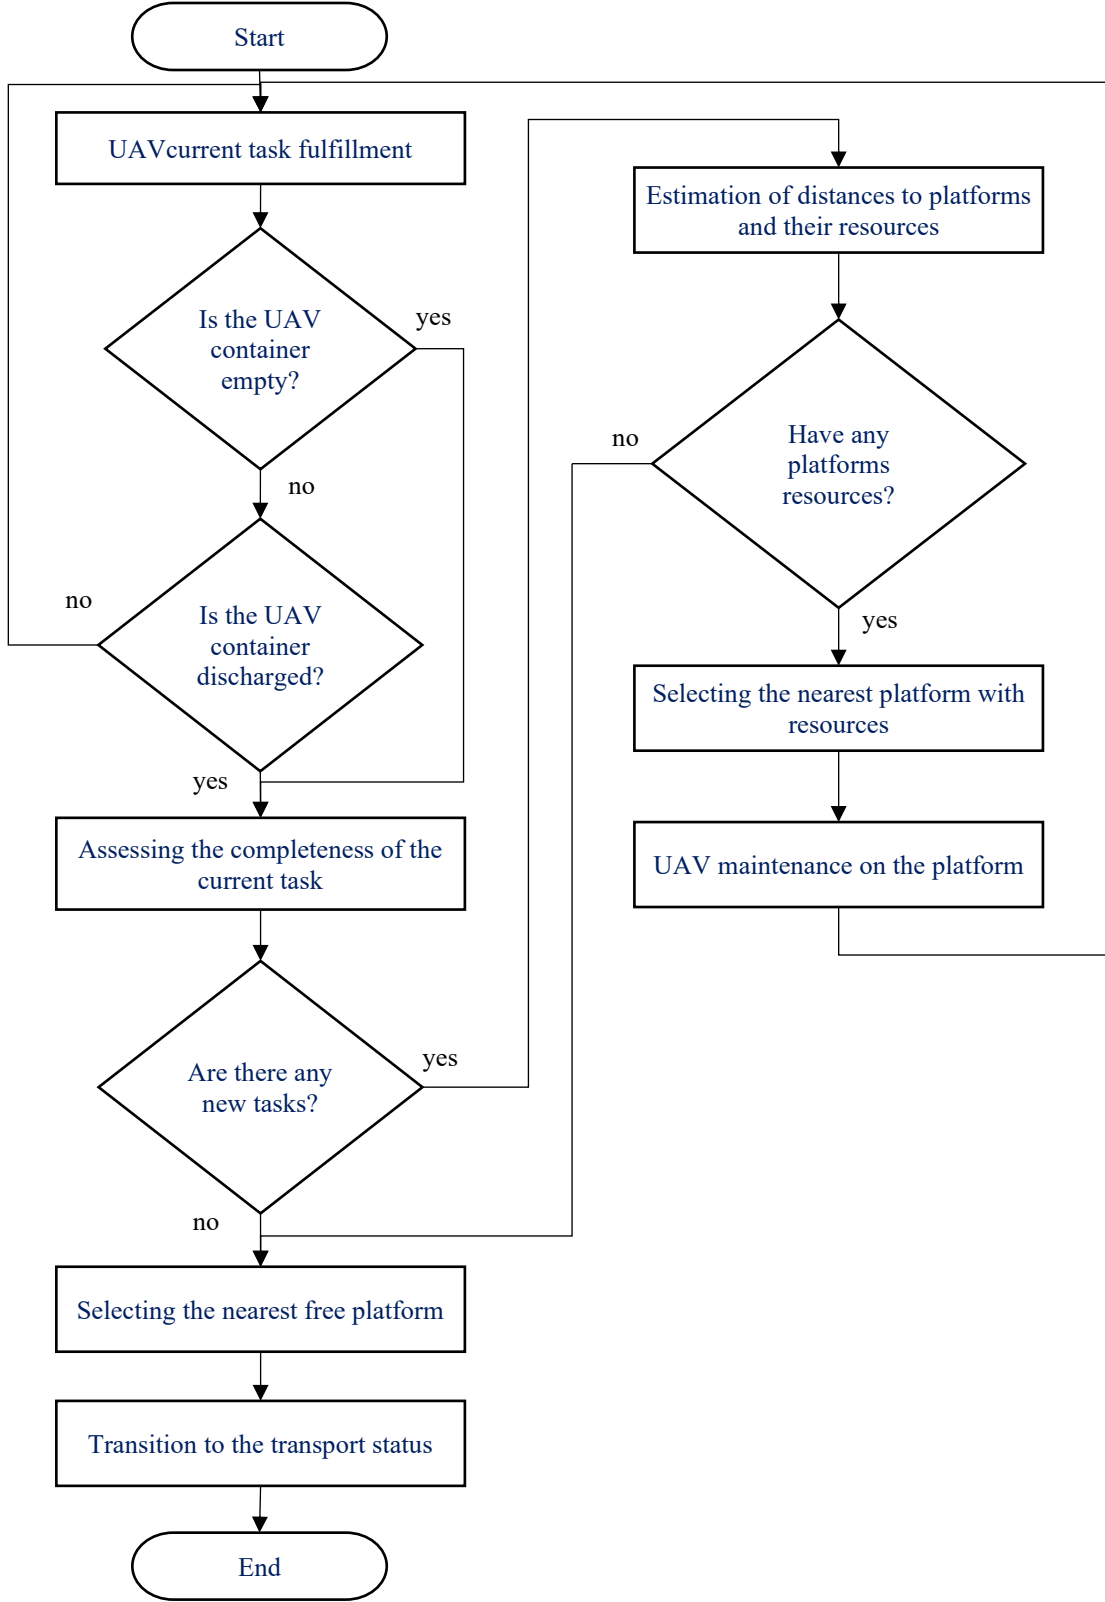 Start
UAVcurrent task fulfillment
Is the UAV
container
empty?
yes
no
Is the UAV
container
discharged?
no
yes
Assessing the completeness of the
current task
Are there any
new tasks?
yes
no
Selecting the nearest free platform
Transition to the transport status
End
Estimation of distances to platforms
and their resources
Have any
platforms
resources?
no
yes
Selecting the nearest platform with
resources
UAV maintenance on the platform